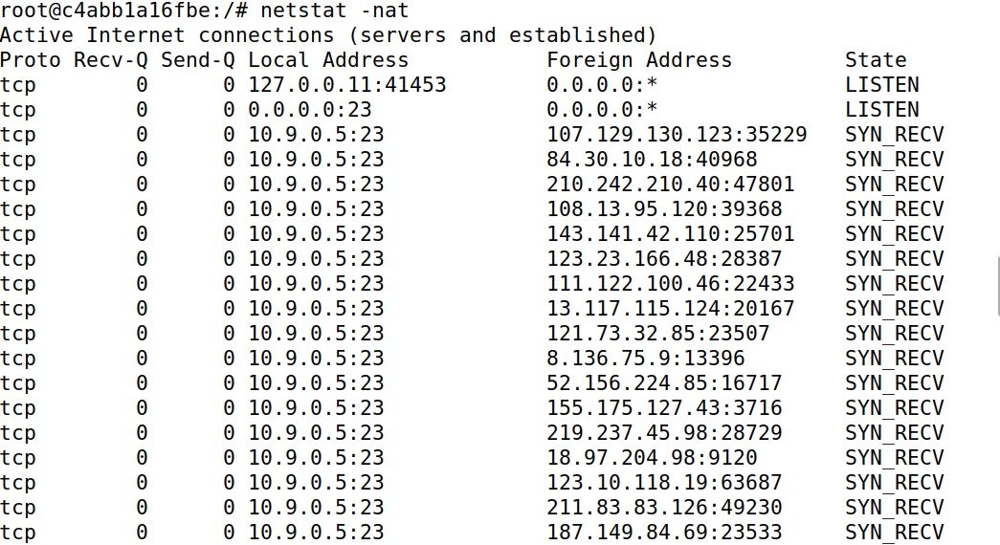 root@c4abb1a16fbe:/# netstat -nat
Active Internet connections (servers and established)
Proto Recv-Q Send-Q Local Address           Foreign Address         State
tcp        0      0 127.0.0.11:41453        0.0.0.0:*               LISTEN
tcp        0      0 0.0.0.0:23              0.0.0.0:*               LISTEN
tcp        0      0 10.9.0.5:23             107.129.130.123:35229   SYN_RECV
tcp        0      0 10.9.0.5:23             84.30.10.18:40968       SYN_RECV
tcp        0      0 10.9.0.5:23             210.242.210.40:47801    SYN_RECV
tcp        0      0 10.9.0.5:23             108.13.95.120:39368     SYN_RECV
tcp        0      0 10.9.0.5:23             143.141.42.110:25701    SYN_RECV
tcp        0      0 10.9.0.5:23             123.23.166.48:28387     SYN_RECV
tcp        0      0 10.9.0.5:23             111.122.100.46:22433    SYN_RECV
tcp        0      0 10.9.0.5:23             13.117.115.124:20167    SYN_RECV
tcp        0      0 10.9.0.5:23             121.73.32.85:23507      SYN_RECV
tcp        0      0 10.9.0.5:23             8.136.75.9:13396        SYN_RECV
tcp        0      0 10.9.0.5:23             52.156.224.85:16717     SYN_RECV
tcp        0      0 10.9.0.5:23             155.175.127.43:3716     SYN_RECV
tcp        0      0 10.9.0.5:23             219.237.45.98:28729     SYN_RECV
tcp        0      0 10.9.0.5:23             18.97.204.98:9120       SYN_RECV
tcp        0      0 10.9.0.5:23             123.10.118.19:63687     SYN_RECV
tcp        0      0 10.9.0.5:23             211.83.83.126:49230     SYN_RECV
tcp        0      0 10.9.0.5:23             187.149.84.69:23533     SYN_RECV